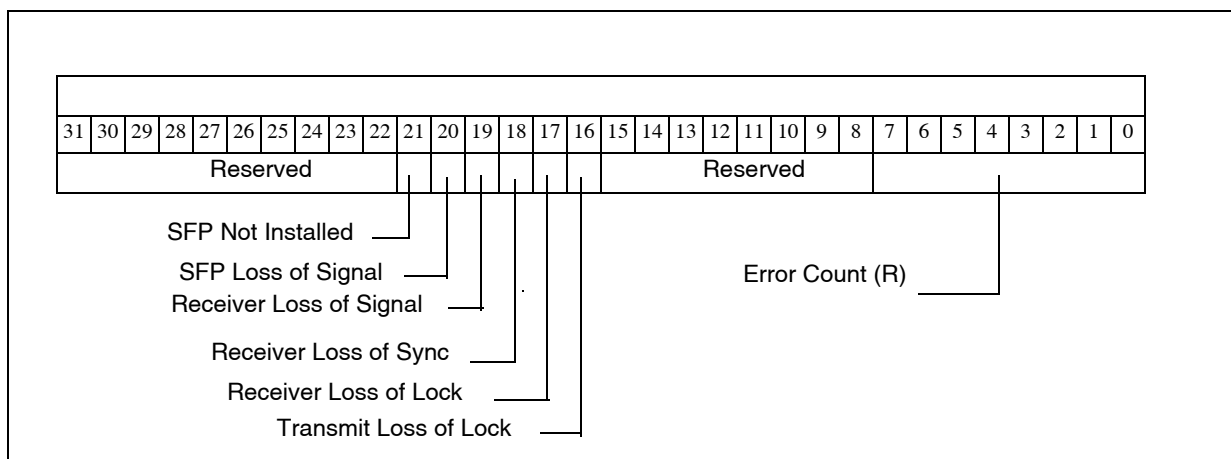 31 30 29 28 27 26 25 24 23 22 21 20 19 18 17 16 15 14 13 12 11 10 9 8 7 6 5 4 3 2 1 0
Reserved Reserved
SFP Not Installed
SFP Loss of Signal
Error Count (R)
Receiver Loss of Signal
Receiver Loss of Sync
Receiver Loss of Lock
Transmit Loss of Lock